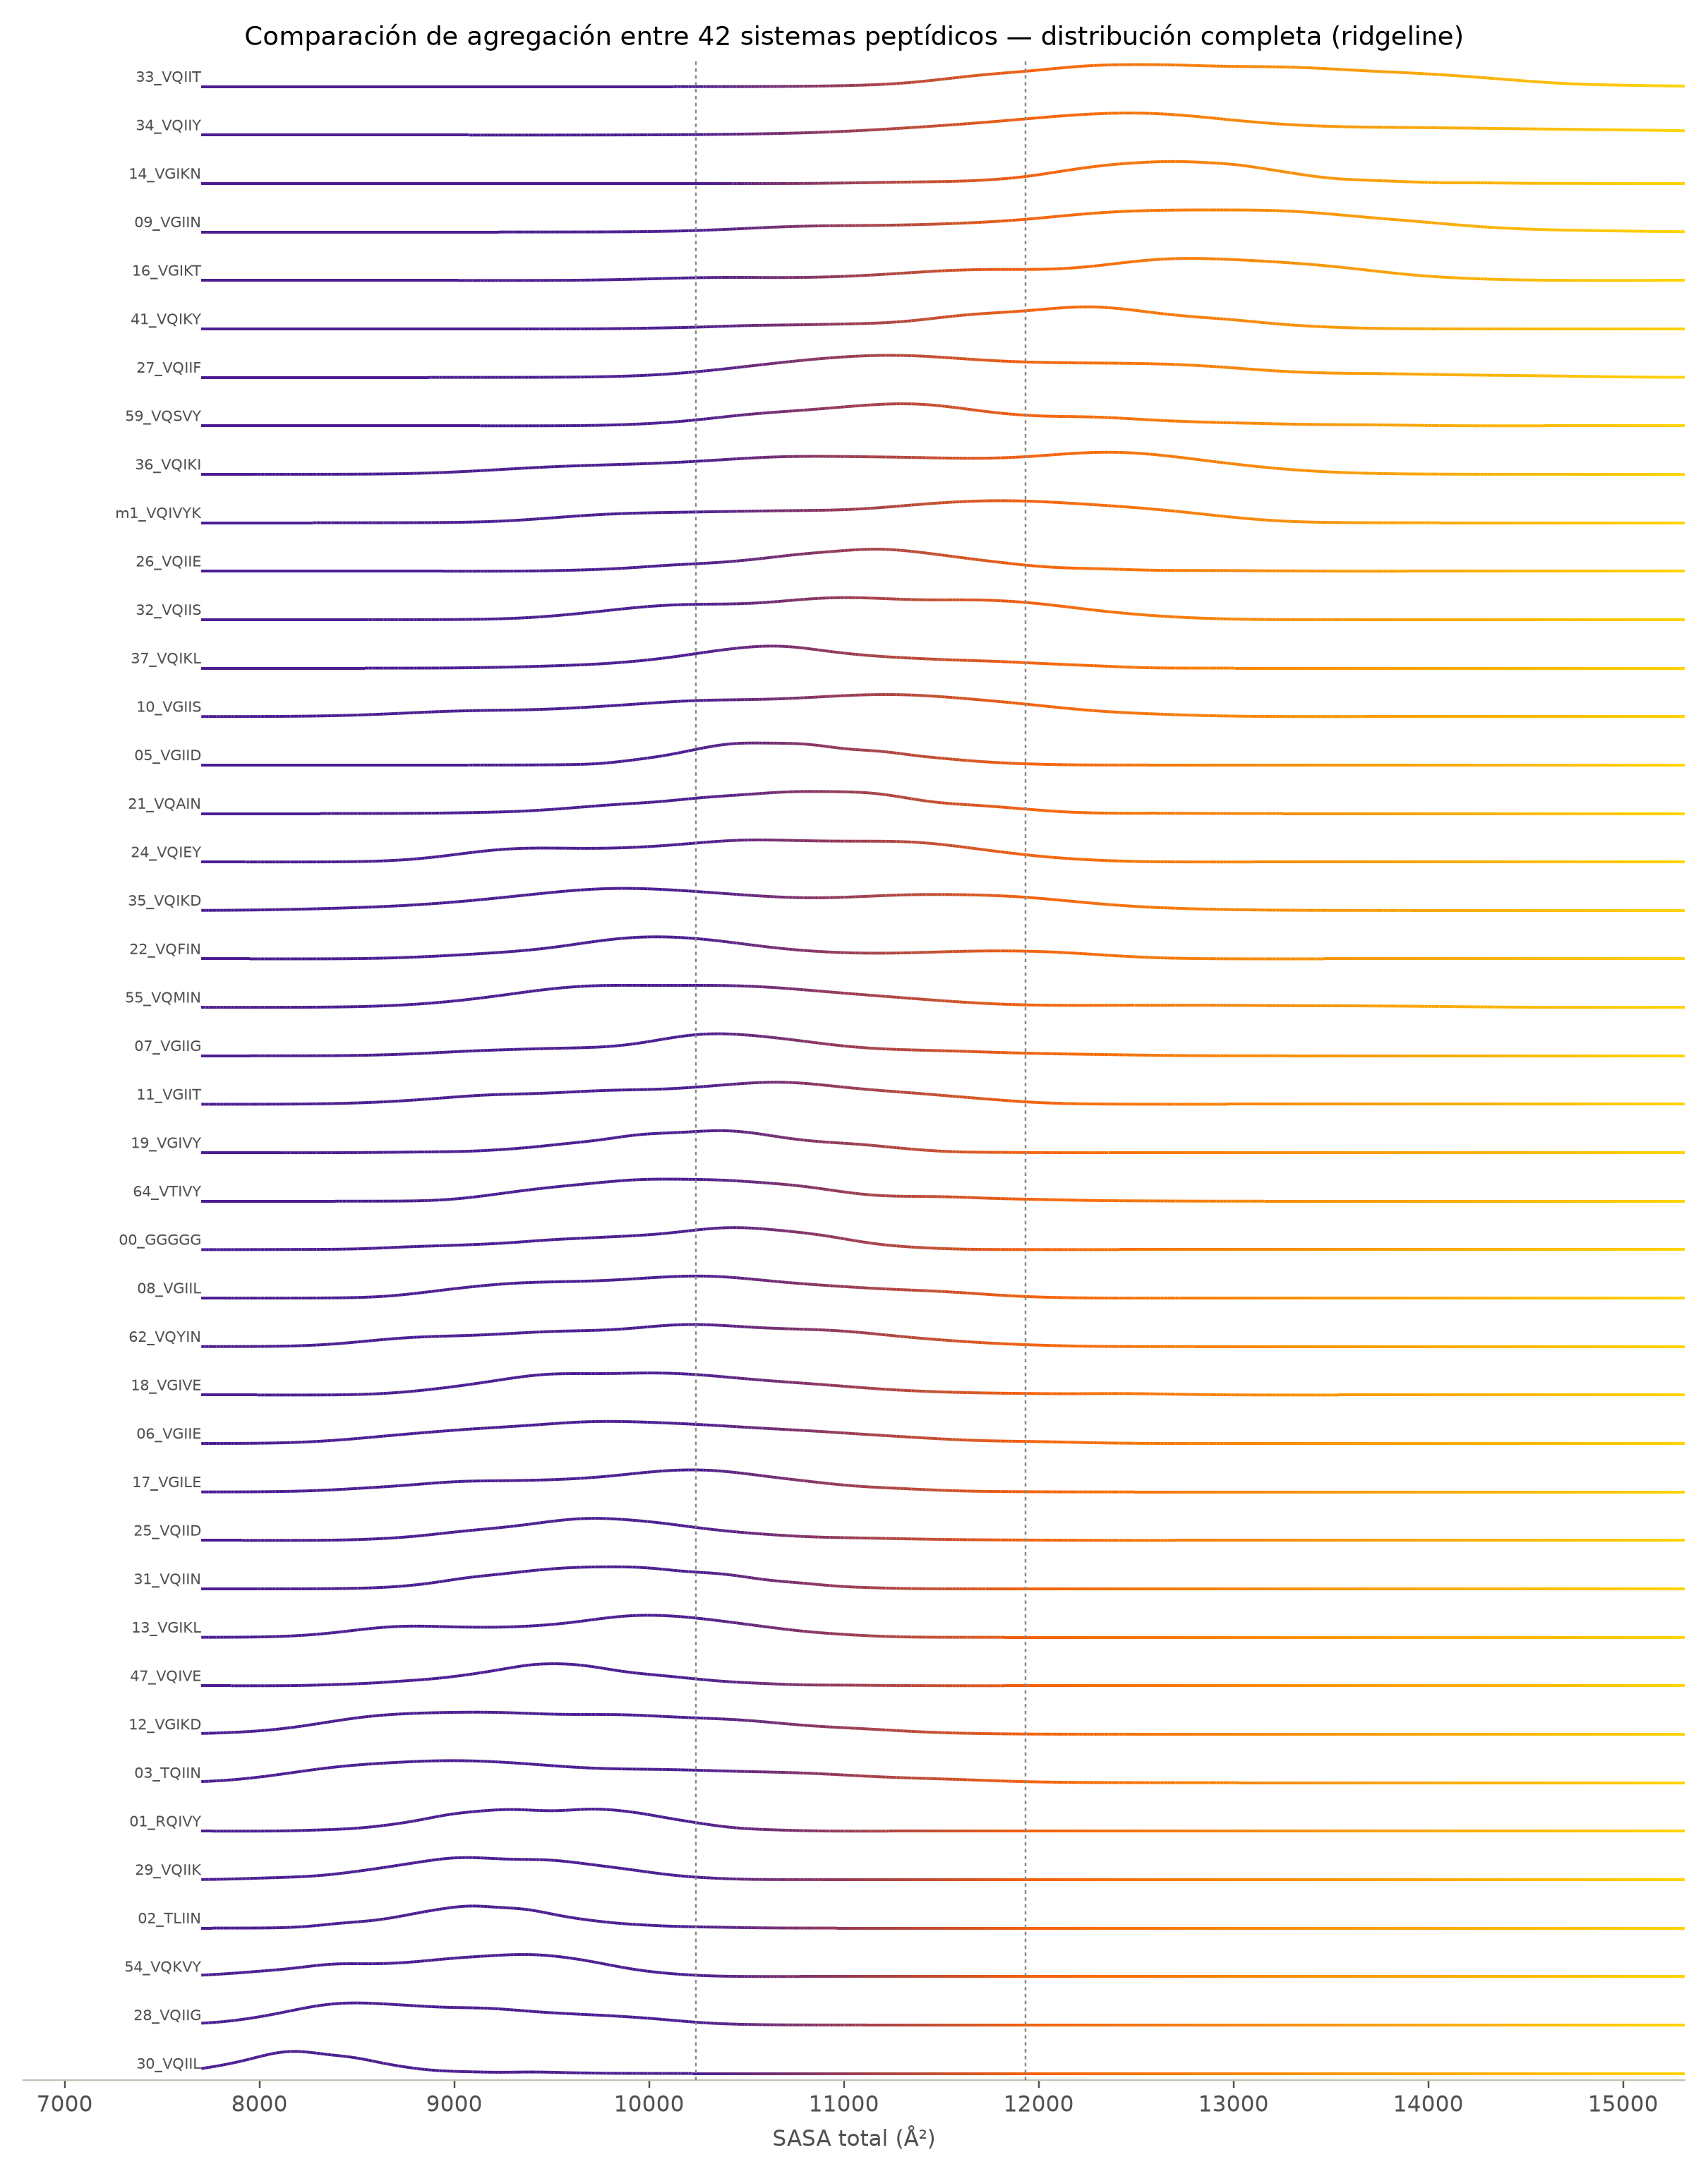 Comparación de agregación entre 42 sistemas peptídicos — distribución completa (ridgeline)
33_VQIIT
34_VQIIY
14_VGIKN
09_VGIIN
16_VGIKT
41_VQIKY
27_VQIIF
59_VQSVY
36_VQIKI
m1_VQIVYK
26_VQIIE
32_VQIIS
37_VQIKL
10_VGIIS
05_VGIID
21_VQAIN
24_VQIEY
35_VQIKD
22_VQFIN
55_VQMIN
07_VGIIG
11_VGIIT
19_VGIVY
64_VTIVY
00_GGGGG
08_VGIIL
62_VQYIN
18_VGIVE
06_VGIIE
17_VGILE
25_VQIID
31_VQIIN
13_VGIKL
47_VQIVE
12_VGIKD
03_TQIIN
01_RQIVY
29_VQIIK
02_TLIIN
54_VQKVY
28_VQIIG
30_VQIIL
7000 8000 9000 10000 11000 12000 13000 14000 15000
SASA total (Å²)